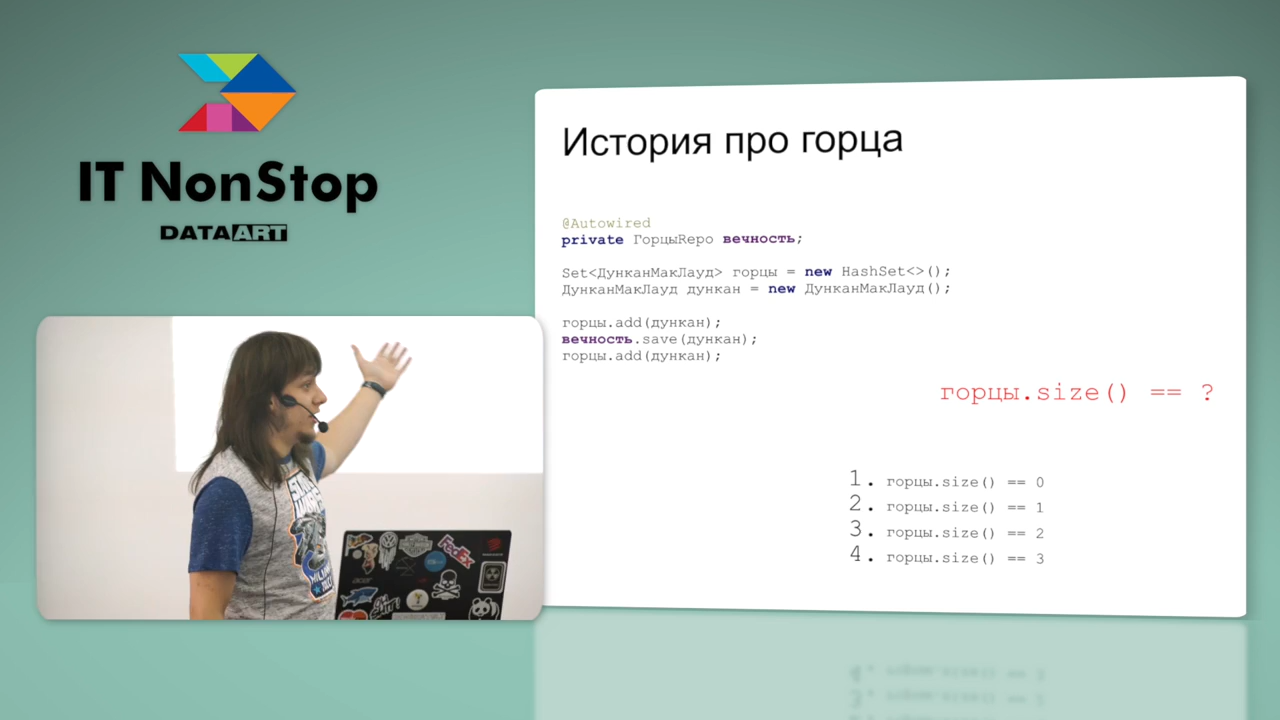 IT NonStop
DATAART
История про горца
@Autowired
private ГорцыRepo вечность;
Set<ДунканМакЛауд> горцы = new HashSet<>();
ДунканМакЛауд дункан = new ДунканМакЛауд();
горцы.add(дункан);
вечность.save(дункан);
горцы.add(дункан);
горцы.size() == ?
1. горцы.size() == 0
2. горцы.size() == 1
3. горцы.size() == 2
4. горцы.size() == 3
FedEx
acer